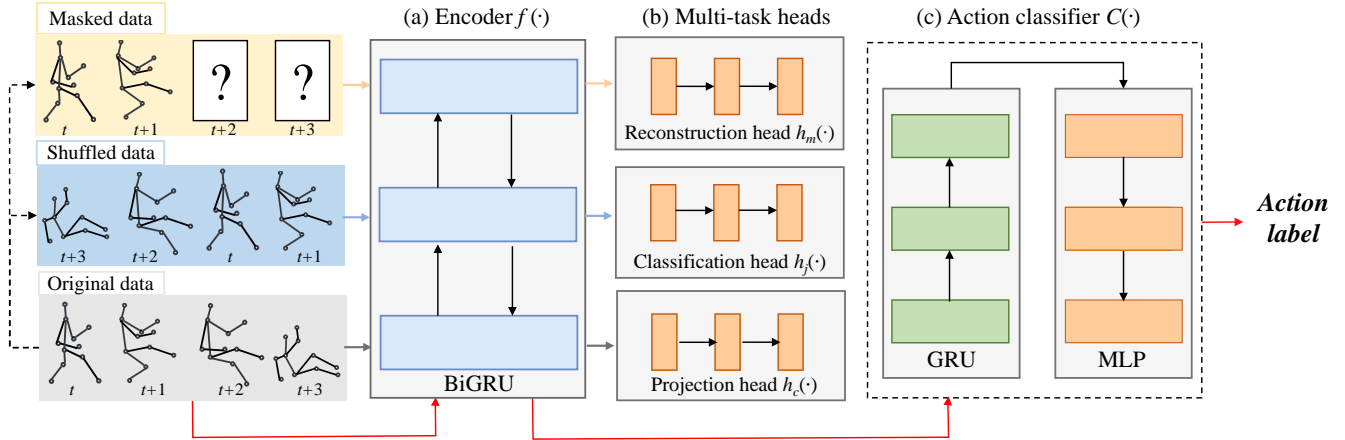 Masked data
(a) Encoder f(·)
(b) Multi-task heads
(c) Action classifier C(·)
?
?
t
t+1
t+2
t+3
Reconstruction head hₘ(·)
Shuffled data
t+3
t+2
t
t+1
Classification head hⱼ(·)
Action
label
Original data
t
t+1
t+2
t+3
BiGRU
Projection head h_c(·)
GRU
MLP